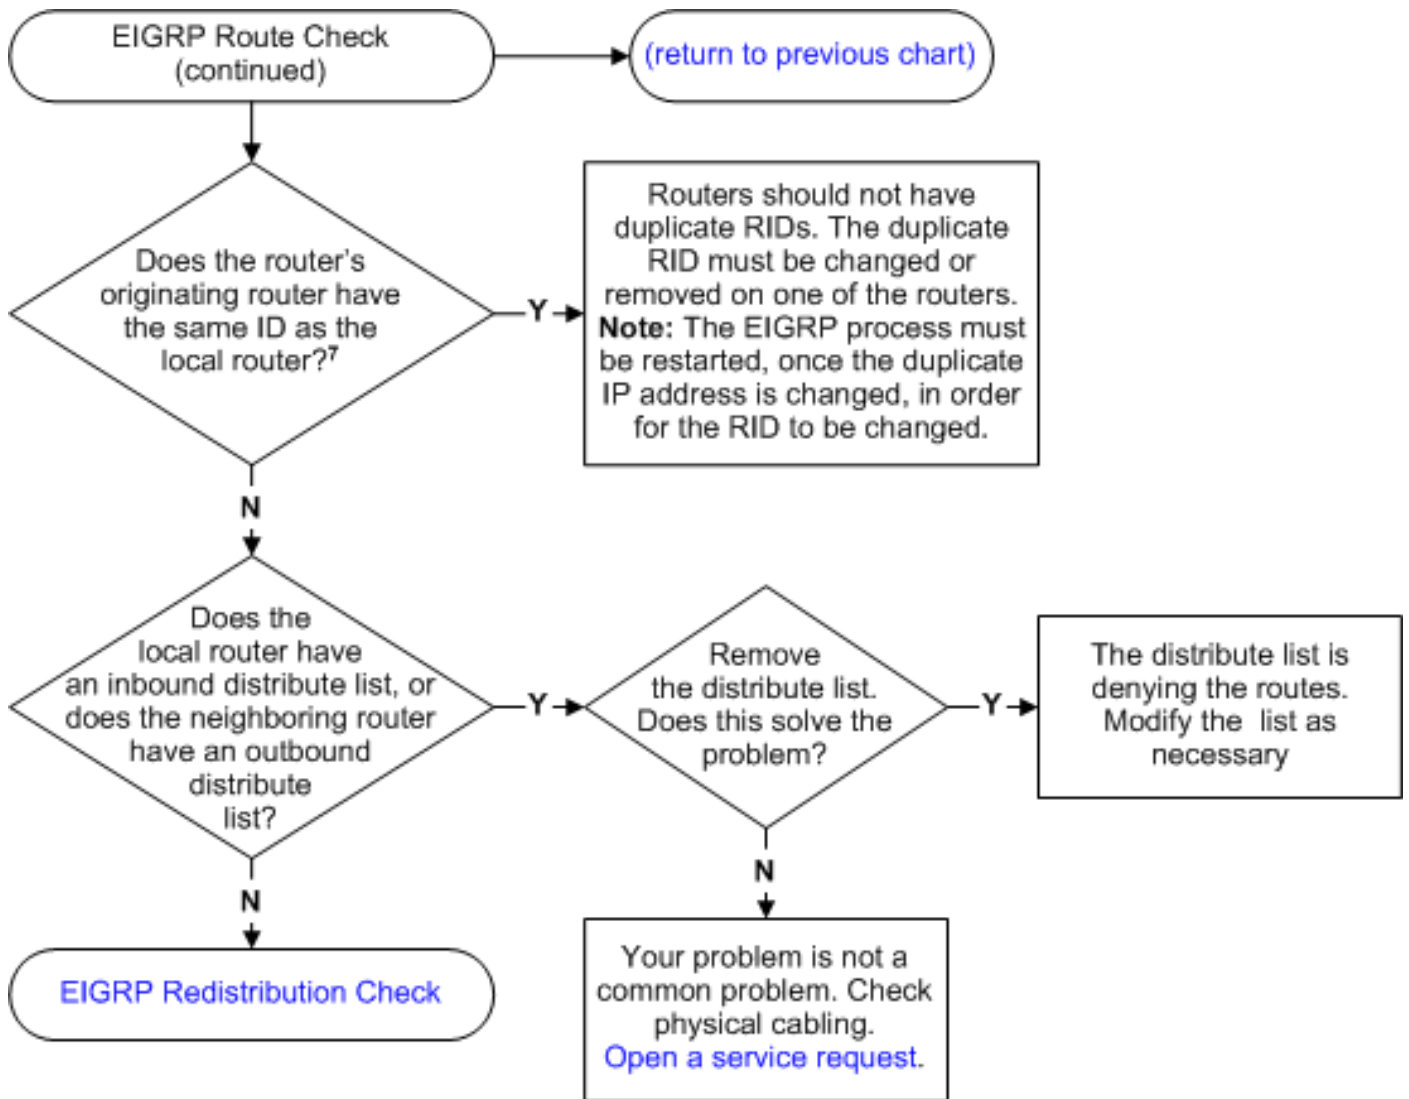 EIGRP Route Check
(continued)
(return to previous chart)
Does the router's
originating router have
the same ID as the
local router?⁷
Y
Routers should not have
duplicate RIDs. The duplicate
RID must be changed or
removed on one of the routers.
Note: The EIGRP process must
be restarted, once the duplicate
IP address is changed, in order
for the RID to be changed.
N
Does the
local router have
an inbound distribute list, or
does the neighboring router
have an outbound
distribute
list?
Y
Remove
the distribute list.
Does this solve the
problem?
Y
The distribute list is
denying the routes.
Modify the list as
necessary
N
N
EIGRP Redistribution Check
Your problem is not a
common problem. Check
physical cabling.
Open a service request.